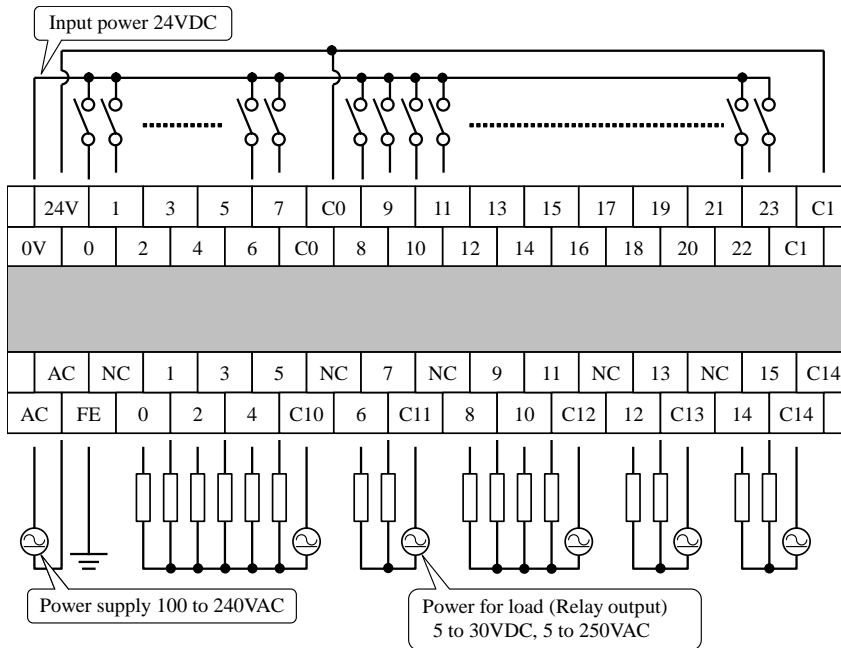 Input power 24VDC
24V 1 3 5 7 C0 9 11 13 15 17 19 21 23 C1
0V 0 2 4 6 C0 8 10 12 14 16 18 20 22 C1
AC NC 1 3 5 NC 7 NC 9 11 NC 13 NC 15 C14
AC FE 0 2 4 C10 6 C11 8 10 C12 12 C13 14 C14
Power supply 100 to 240VAC
Power for load (Relay output)
5 to 30VDC, 5 to 250VAC